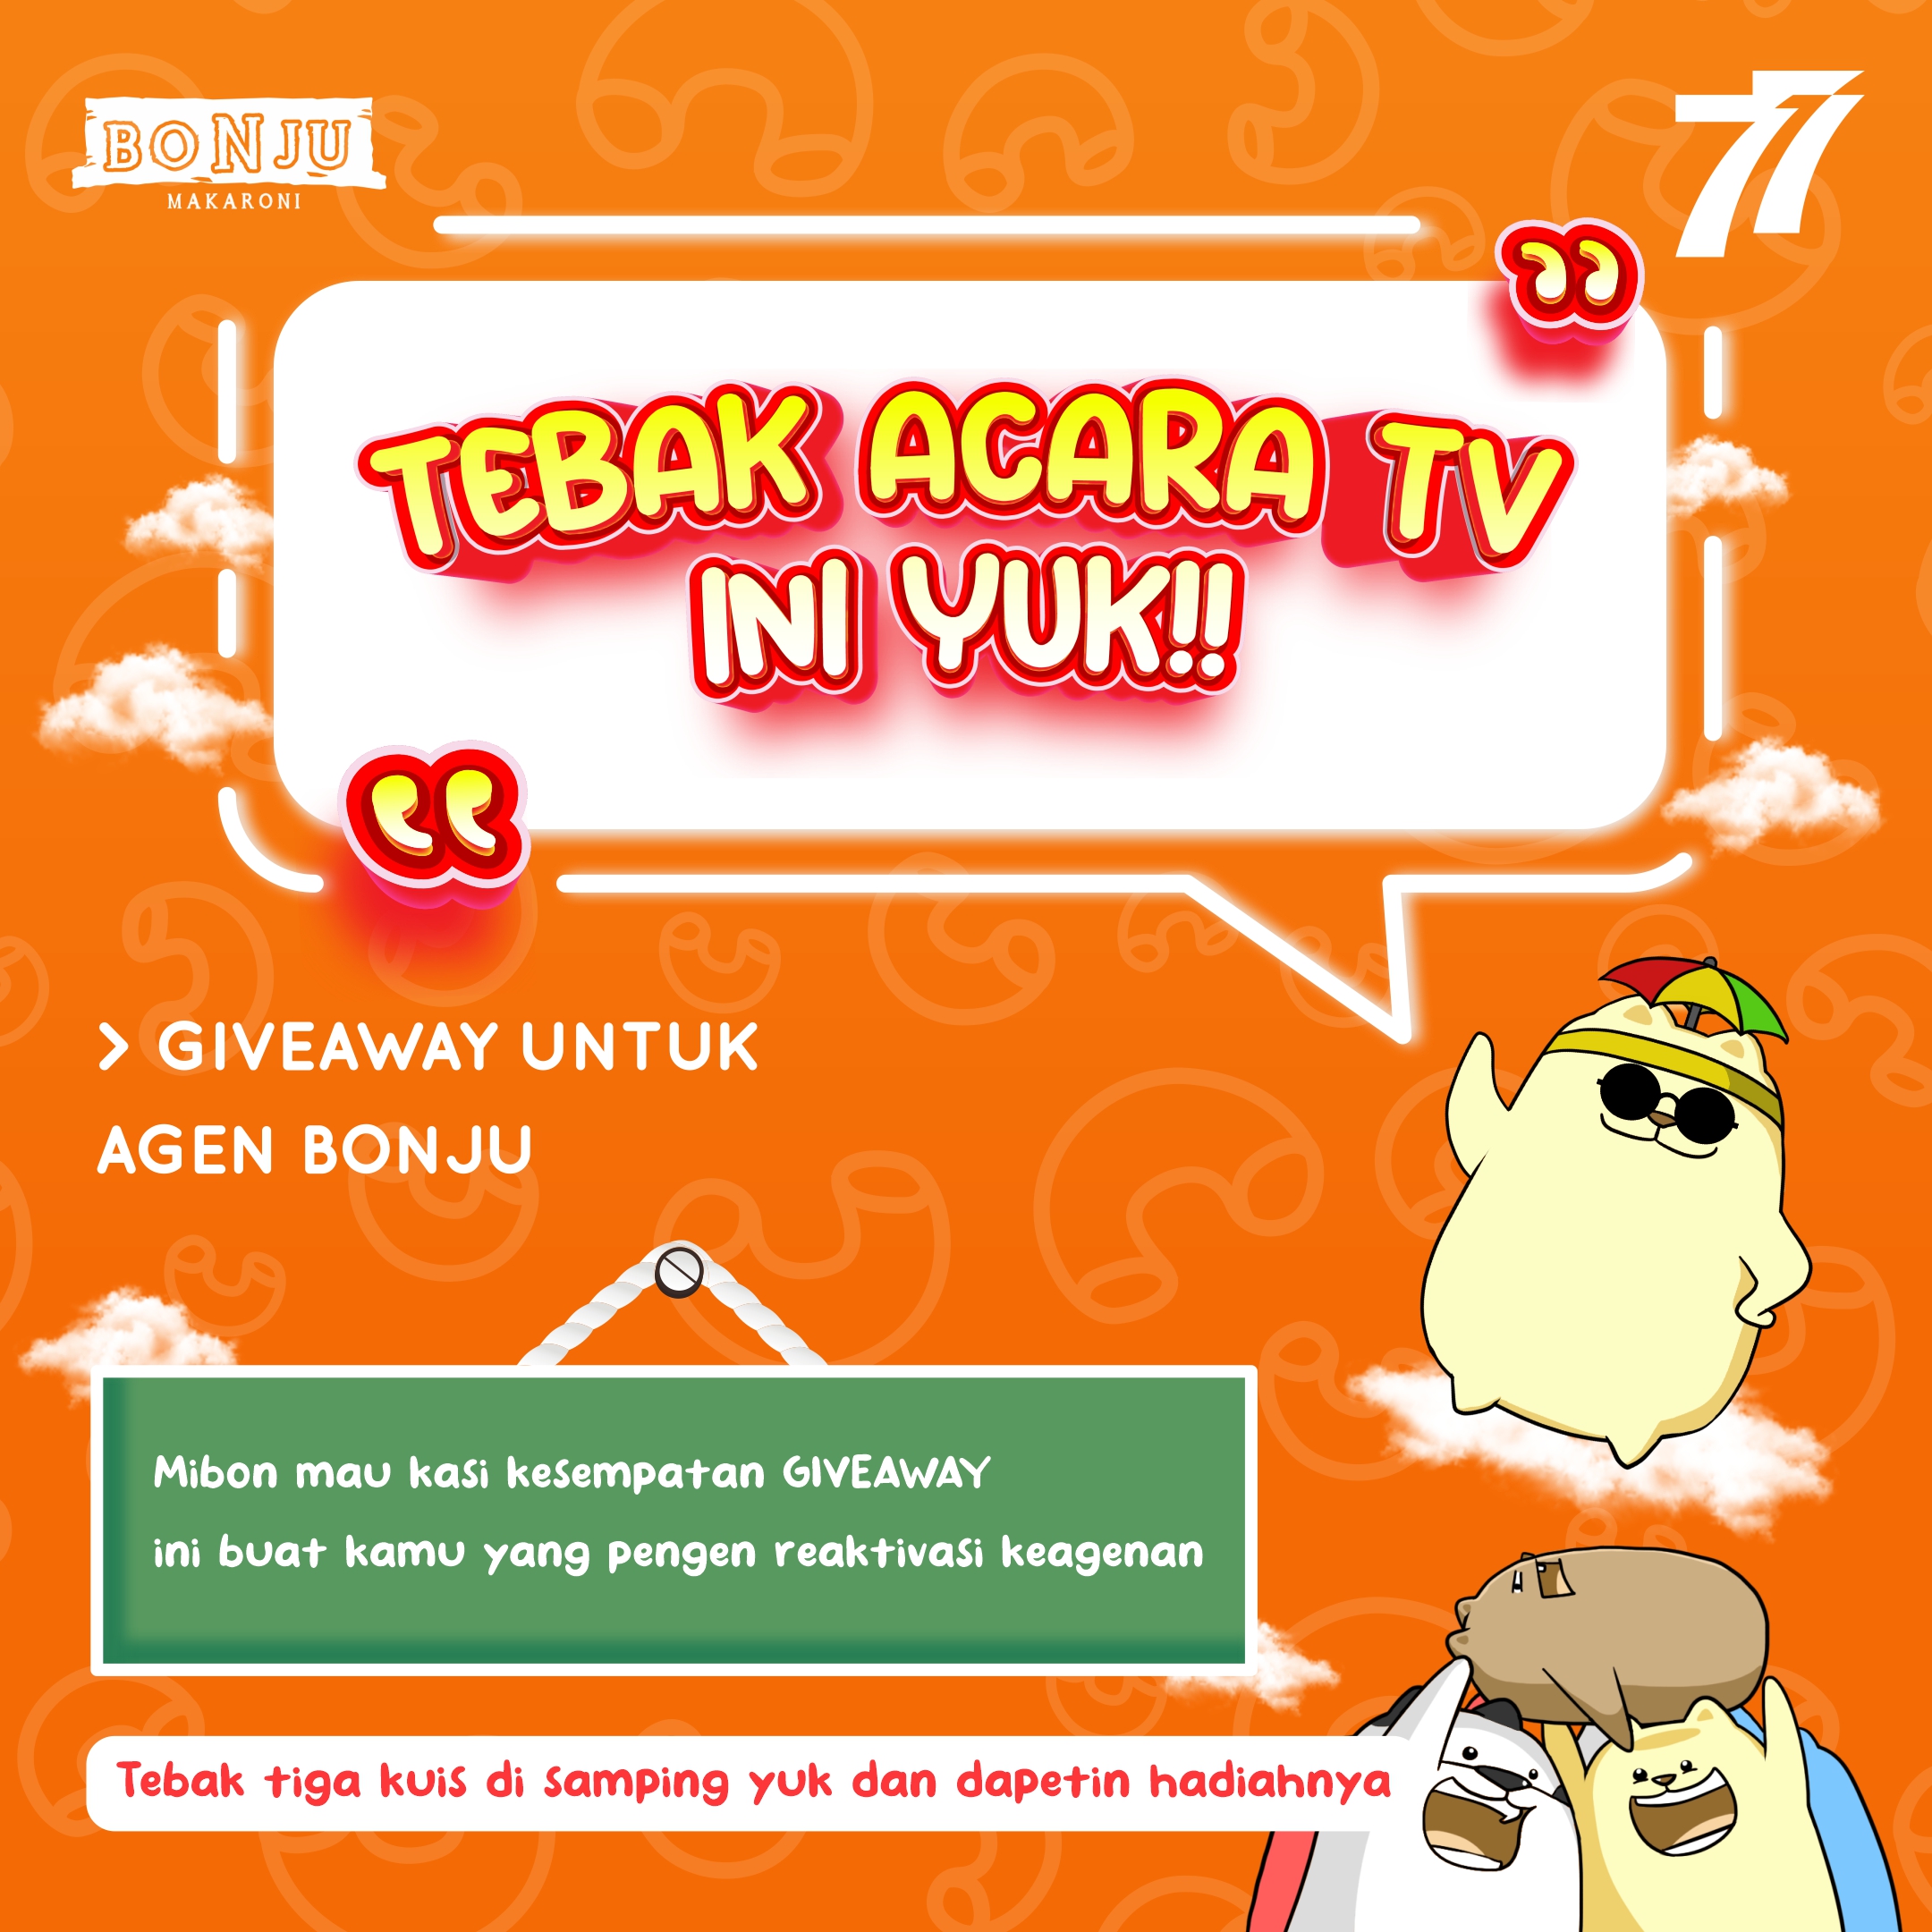 BONJU
MAKARONI
77
TEBAK ACARA TV
INI YUK!!
> GIVEAWAY UNTUK
AGEN BONJU
Mibon mau kasi kesempatan GIVEAWAY
ini buat kamu yang pengen reaktivasi keagenan
Tebak tiga kuis di samping yuk dan dapetin hadiahnya